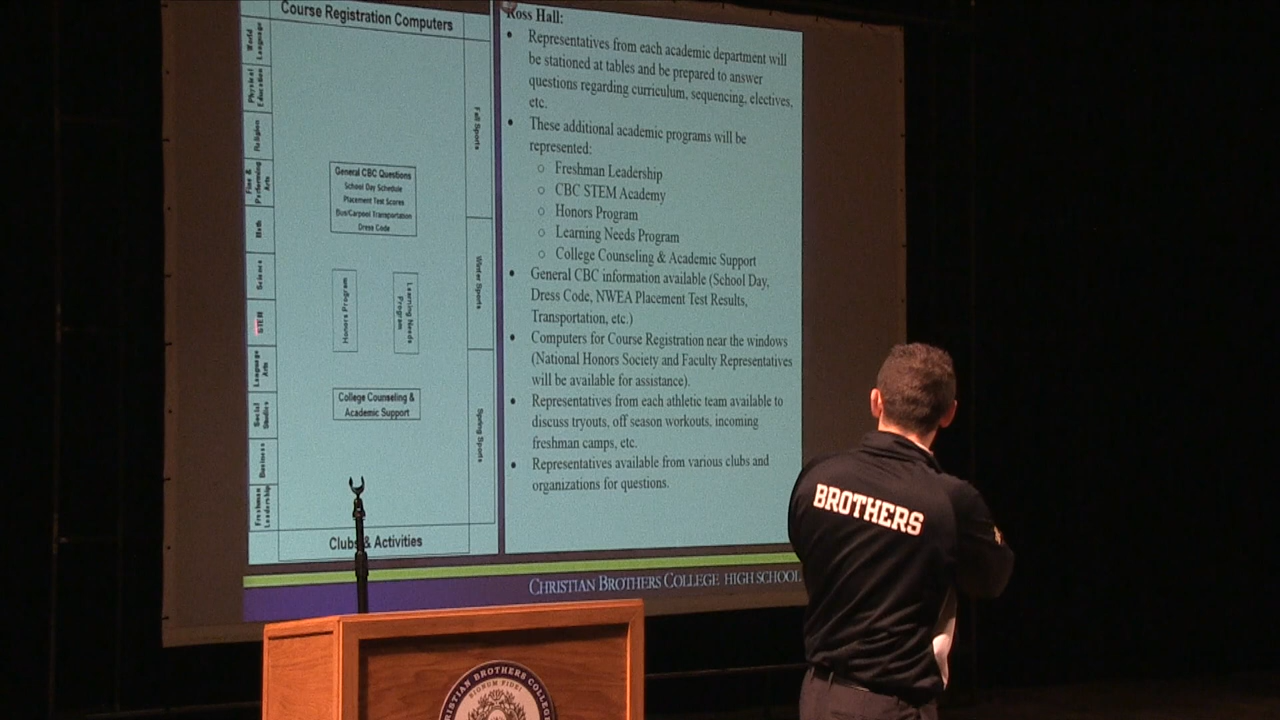 Course Registration Computers
World
Language
Physical
Education
Religion
Fine &
Performing
Arts
Math
Science
STEM
Language
Arts
Social
Studies
Business
Freshman
Leadership
General CBC Questions
School Day Schedule
Placement Test Scores
Bus/Carpool Transportation
Dress Code
Honors Program
Learning Needs
Program
College Counseling &
Academic Support
Fall Sports
Winter Sports
Spring Sports
Clubs & Activities
Ross Hall:
• Representatives from each academic department will
be stationed at tables and be prepared to answer
questions regarding curriculum, sequencing, electives,
etc.
• These additional academic programs will be
represented:
○ Freshman Leadership
○ CBC STEM Academy
○ Honors Program
○ Learning Needs Program
○ College Counseling & Academic Support
• General CBC information available (School Day,
Dress Code, NWEA Placement Test Results,
Transportation, etc.)
• Computers for Course Registration near the windows
(National Honors Society and Faculty Representatives
will be available for assistance).
• Representatives from each athletic team available to
discuss tryouts, off season workouts, incoming
freshman camps, etc.
• Representatives available from various clubs and
organizations for questions.
CHRISTIAN BROTHERS COLLEGE HIGH SCHOOL
BROTHERS
CHRISTIAN BROTHERS COLLEGE
SIGNUM FIDEI